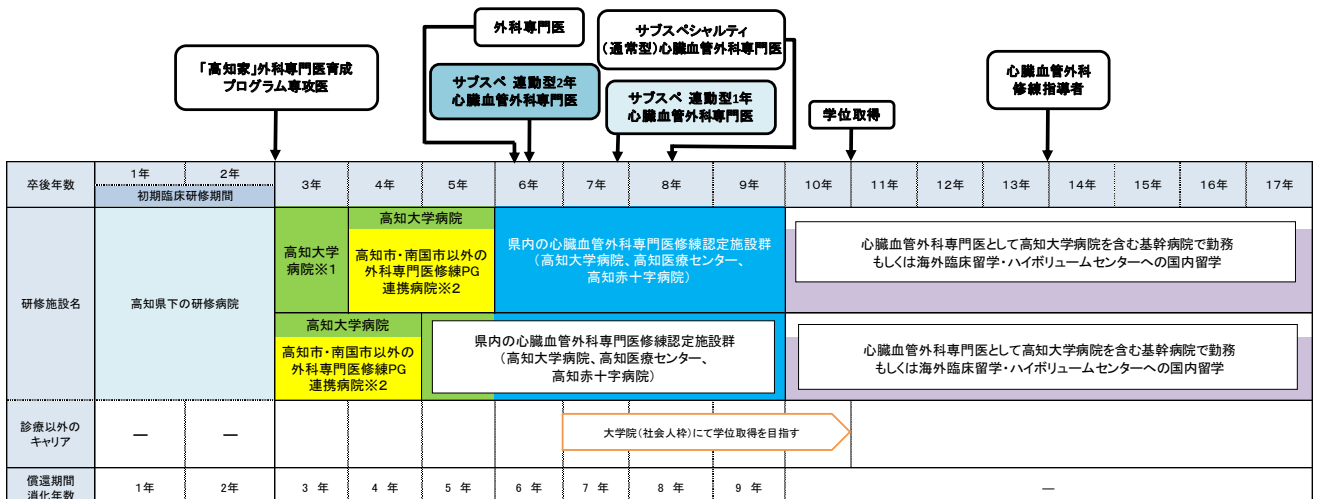 外科専門医
サブスペシャルティ
(通常型)心臓血管外科専門医
「高知家」外科専門医育成
プログラム専攻医
サブスペ 連動型2年
心臓血管外科専門医
サブスペ 連動型1年
心臓血管外科専門医
学位取得
心臓血管外科
修練指導者
卒後年数
1年
2年
初期臨床研修期間
3年
4年
5年
6年
7年
8年
9年
10年
11年
12年
13年
14年
15年
16年
17年
研修施設名
高知県下の研修病院
高知大学
病院※1
高知大学病院
高知市・南国市以外の
外科専門医修練PG
連携病院※2
県内の心臓血管外科専門医修練認定施設群
(高知大学病院、高知医療センター、
高知赤十字病院)
心臓血管外科専門医として高知大学病院を含む基幹病院で勤務
もしくは海外臨床留学・ハイボリュームセンターへの国内留学
高知大学病院
高知市・南国市以外の
外科専門医修練PG
連携病院※2
県内の心臓血管外科専門医修練認定施設群
(高知大学病院、高知医療センター、
高知赤十字病院)
心臓血管外科専門医として高知大学病院を含む基幹病院で勤務
もしくは海外臨床留学・ハイボリュームセンターへの国内留学
診療以外の
キャリア
―
―
大学院(社会人枠)にて学位取得を目指す
償還期間
消化年数
1年
2年
3 年
4 年
5 年
6 年
7 年
8 年
9 年
―